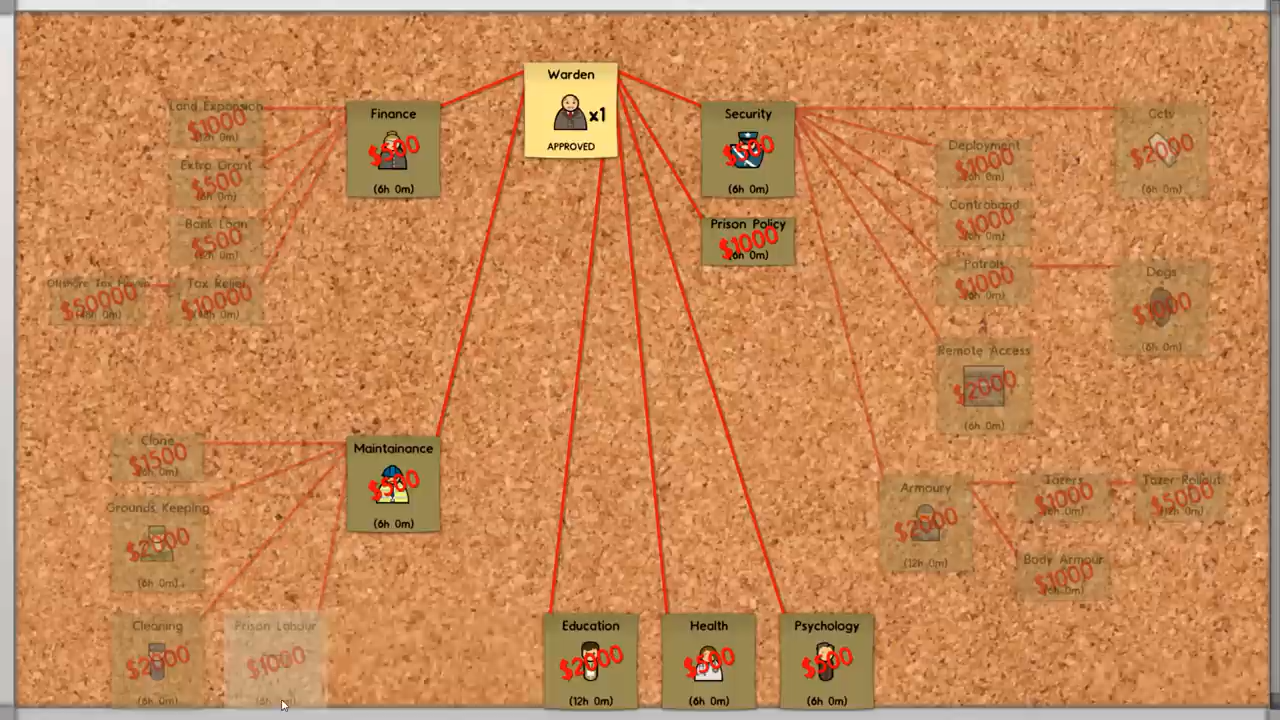 Warden
x1
APPROVED
Finance
$500
(6h 0m)
Land Expansion
$1000
(12h 0m)
Extra Grant
$500
(6h 0m)
Bank Loan
$500
(12h 0m)
Tax Relief
$10000
$50000
Security
$500
(6h 0m)
Prison Policy
$1000
(6h 0m)
Deployment
$1000
(6h 0m)
Contraband
$1000
(6h 0m)
Patrols
$1000
(6h 0m)
Remote Access
$2000
(6h 0m)
Cctv
$2000
(6h 0m)
Dogs
$1000
(6h 0m)
Armoury
$2000
(12h 0m)
Tazers
$1000
(6h 0m)
Tazer Rollout
$5000
(12h 0m)
Body Armour
$1000
(6h 0m)
Maintainance
$500
(6h 0m)
Clone
$1500
(6h 0m)
Grounds Keeping
$2000
(6h 0m)
Cleaning
$2000
(6h 0m)
Prison Labour
$1000
(6h 0m)
Education
$2000
(12h 0m)
Health
$500
(6h 0m)
Psychology
$500
(6h 0m)